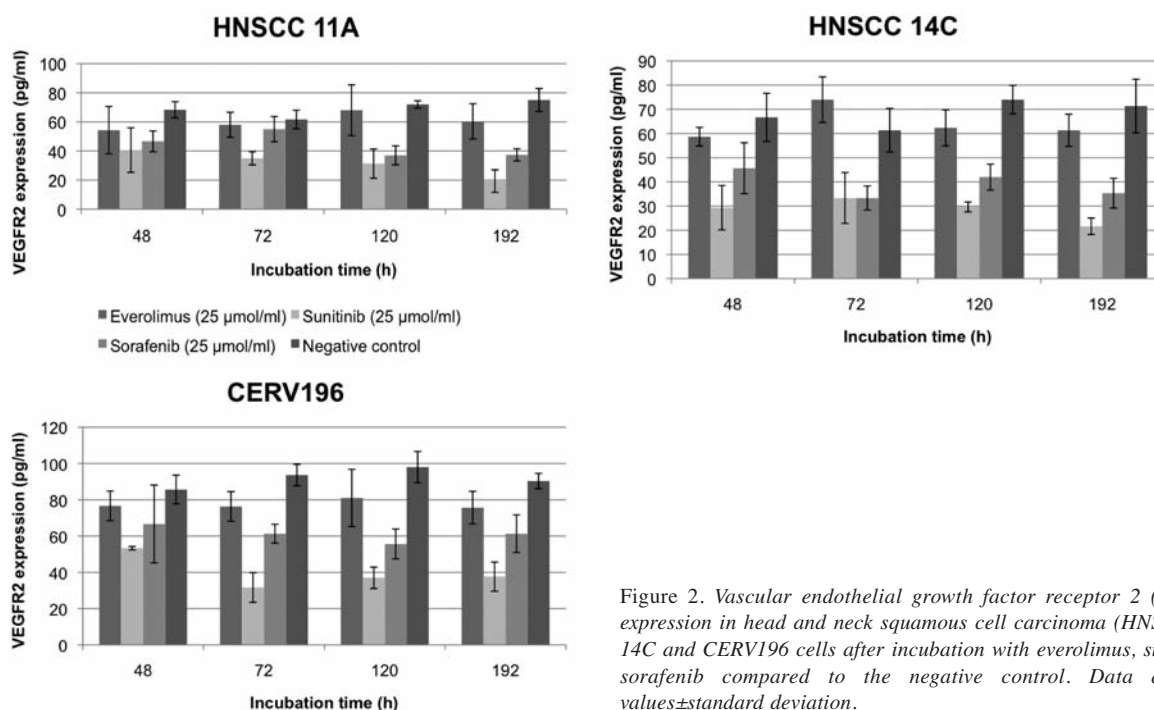 HNSCC 11A
VEGFR2 expression (pg/ml)
100
80
60
40
20
0
48 72 120 192
Incubation time (h)
Everolimus (25 µmol/ml) Sunitinib (25 µmol/ml)
Sorafenib (25 µmol/ml) Negative control
HNSCC 14C
VEGFR2 expression (pg/ml)
90
80
70
60
50
40
30
20
10
0
48 72 120 192
Incubation time (h)
CERV196
VEGFR2 expression (pg/ml)
120
100
80
60
40
20
0
48 72 120 192
Incubation time (h)
Figure 2. Vascular endothelial growth factor receptor 2 (
expression in head and neck squamous cell carcinoma (HNS
14C and CERV196 cells after incubation with everolimus, su
sorafenib compared to the negative control. Data a
values±standard deviation.